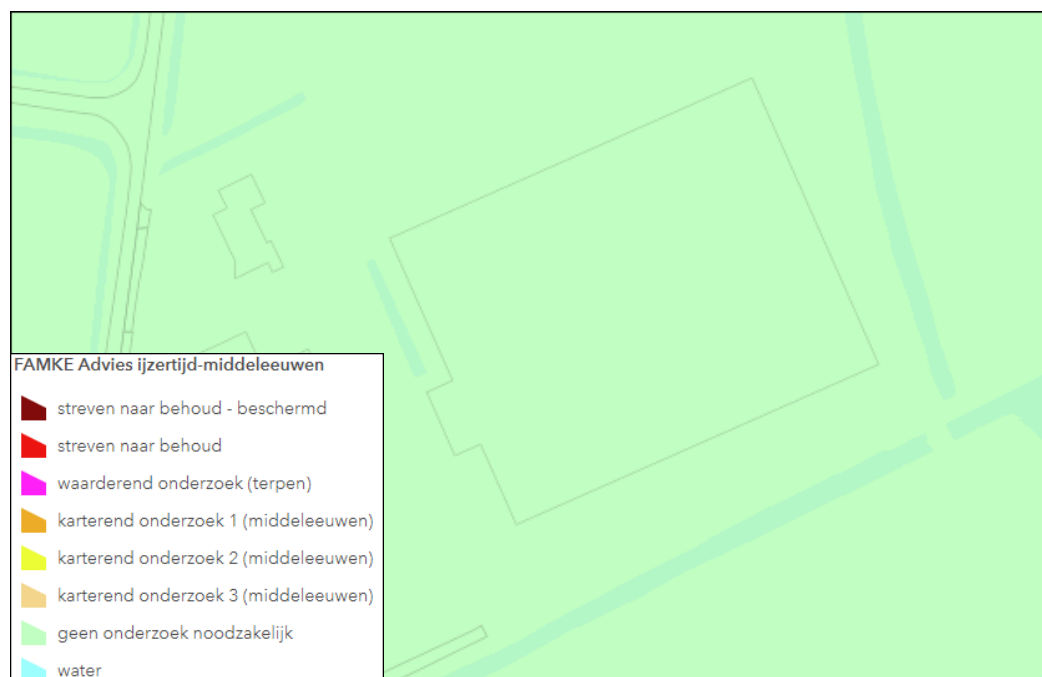 FAMKE Advies ijzertijd-middeleeuwen
streven naar behoud - beschermd
streven naar behoud
waarderend onderzoek (terpen)
karterend onderzoek 1 (middeleeuwen)
karterend onderzoek 2 (middeleeuwen)
karterend onderzoek 3 (middeleeuwen)
geen onderzoek noodzakelijk
water